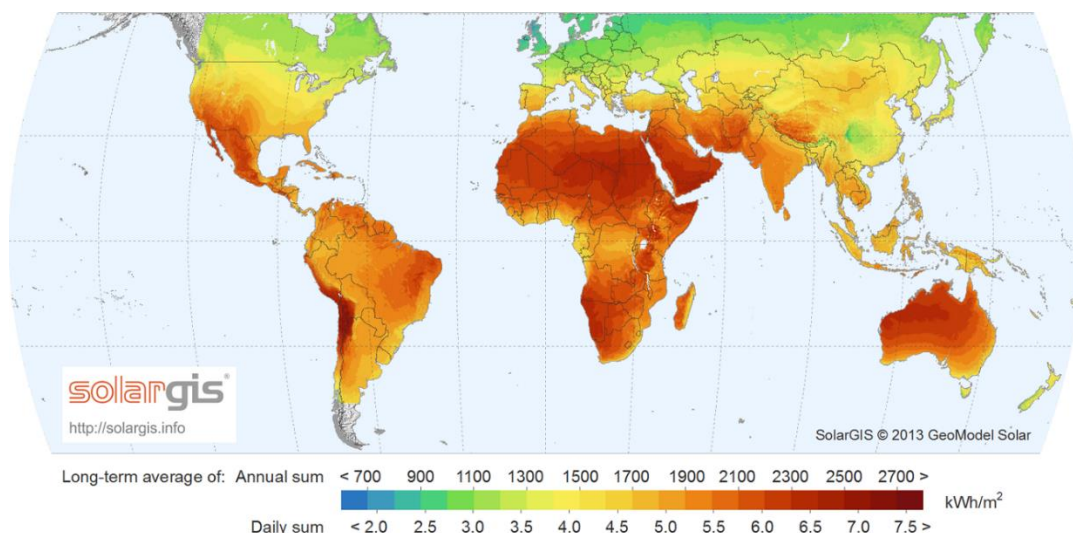 solargis®
http://solargis.info
SolarGIS © 2013 GeoModel Solar
Long-term average of: Annual sum < 700 900 1100 1300 1500 1700 1900 2100 2300 2500 2700 >
kWh/m²
Daily sum < 2.0 2.5 3.0 3.5 4.0 4.5 5.0 5.5 6.0 6.5 7.0 7.5 >